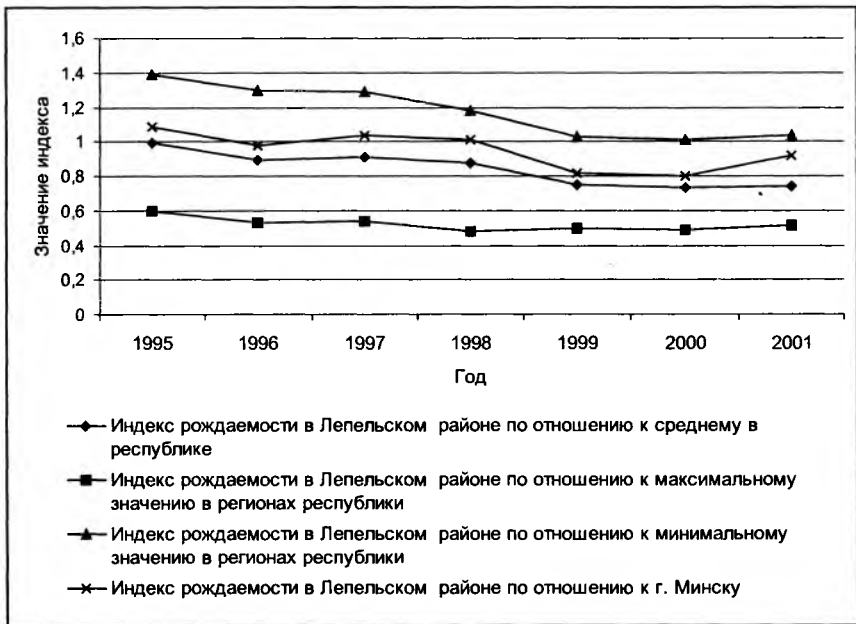 1,6
1,4
1,2
1
0,8
0,6
0,4
0,2
0
Значение индекса
1995 1996 1997 1998 1999 2000 2001
Год
Индекс рождаемости в Лепельском районе по отношению к среднему в
республике
Индекс рождаемости в Лепельском районе по отношению к максимальному
значению в регионах республики
Индекс рождаемости в Лепельском районе по отношению к минимальному
значению в регионах республики
Индекс рождаемости в Лепельском районе по отношению к г. Минску